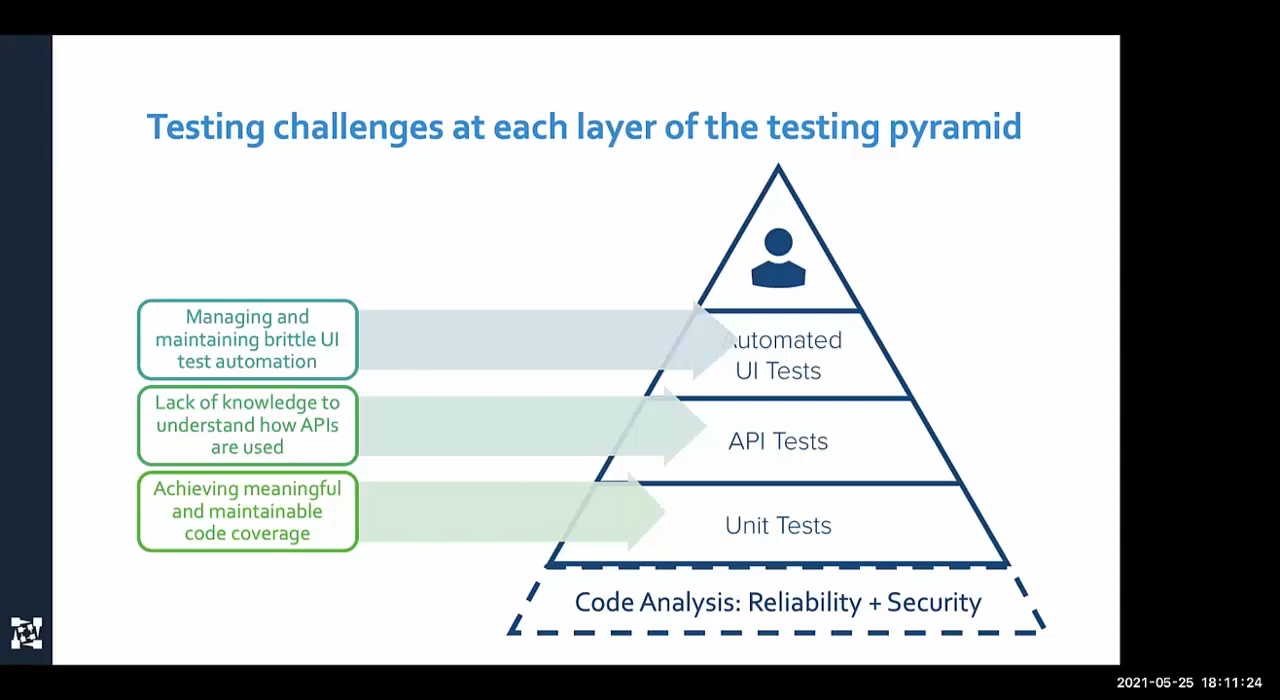 Testing challenges at each layer of the testing pyramid
Managing and
maintaining brittle UI
test automation
Lack of knowledge to
understand how APIs
are used
Achieving meaningful
and maintainable
code coverage
Automated
UI Tests
API Tests
Unit Tests
Code Analysis: Reliability + Security
2021-05-25 18:11:24